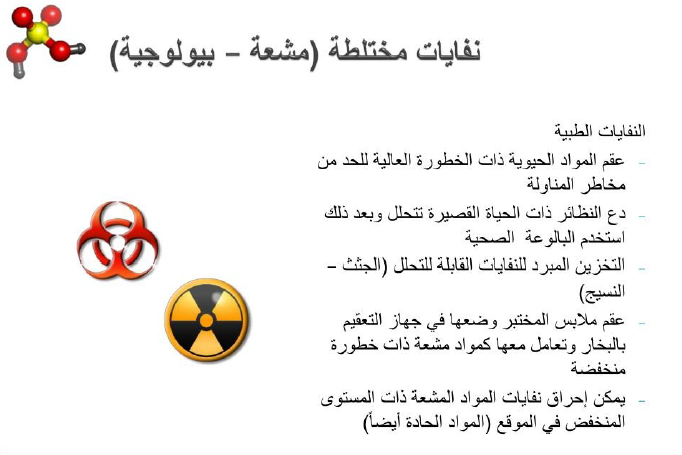 نفايات مختلطة (مشعة – بيولوجية)
النفايات الطبية
– عقم المواد الحيوية ذات الخطورة العالية للحد من
مخاطر المناولة
– دع النظائر ذات الحياة القصيرة تتحلل وبعد ذلك
استخدم البالوعة الصحية
– التخزين المبرد للنفايات القابلة للتحلل (الجثث –
النسيج)
– عقم ملابس المختبر وضعها في جهاز التعقيم
بالبخار وتعامل معها كمواد مشعة ذات خطورة
منخفضة
– يمكن إحراق نفايات المواد المشعة ذات المستوى
المنخفض في الموقع (المواد الحادة أيضاً)